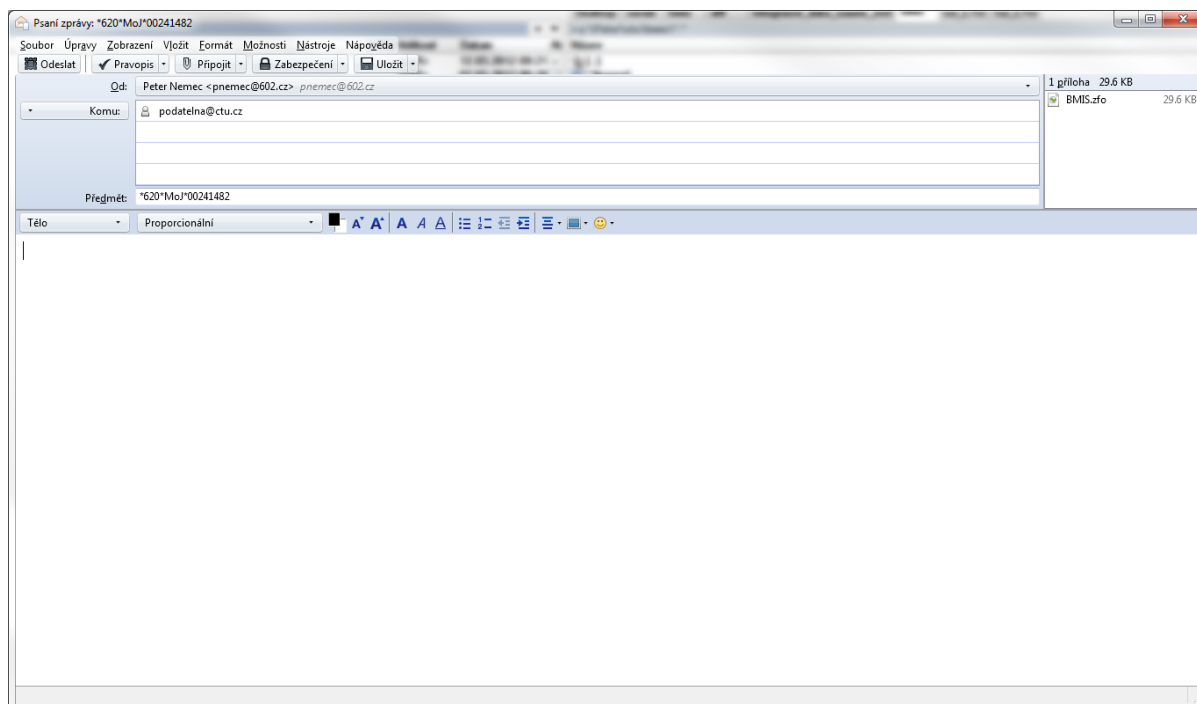 Psaní zprávy: *620*MoJ*00241482
Soubor Úpravy Zobrazení Vložit Formát Možnosti Nástroje Nápověda
Odeslat Pravopis Připojit Zabezpečení Uložit
Od: Peter Nemec <pnemec@602.cz> pnemec@602.cz
1 příloha 29.6 KB
BMIS.zfo 29.6 KB
Komu: podatelna@ctu.cz
Předmět: *620*MoJ*00241482
Tělo Proporcionální